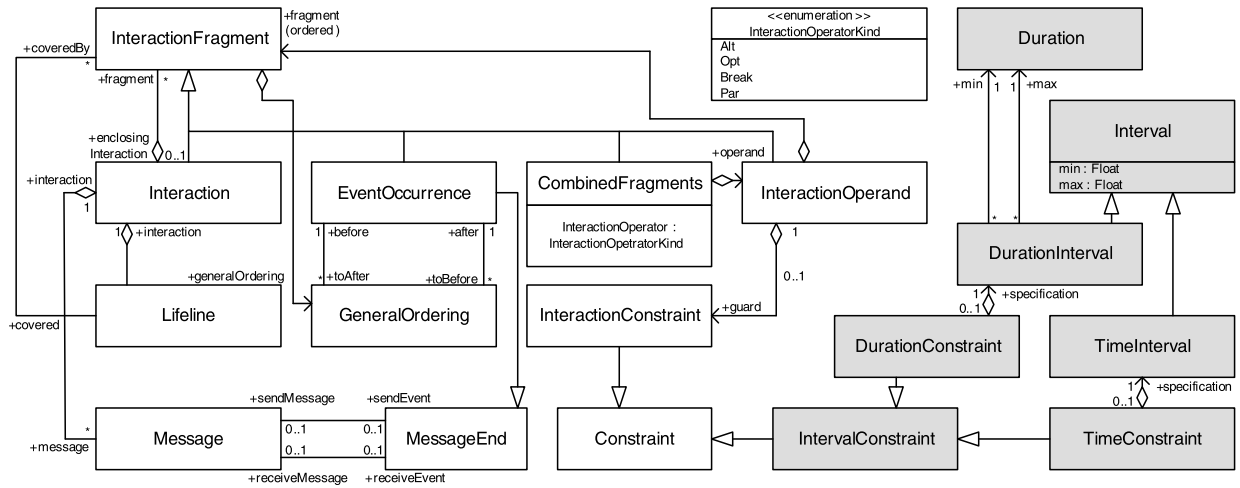 InteractionFragment
+fragment
(ordered )
<<enumeration >>
InteractionOperatorKind
Alt
Opt
Break
Par
Duration
+coveredBy
*
+fragment
*
+min
1
1
+max
Interval
min : Float
max : Float
+enclosing
Interaction
0..1
+operand
+interaction
1
Interaction
EventOccurrence
CombinedFragments
InteractionOperator :
InteractionOpetratorKind
InteractionOperand
1
+interaction
1
+before
+after
1
1
0..1
*
*
DurationInterval
+generalOrdering
*
+toAfter
+toBefore
*
1
+specification
0..1
+covered
Lifeline
GeneralOrdering
InteractionConstraint
+guard
DurationConstraint
TimeInterval
1
+specification
0..1
+sendMessage
+sendEvent
*
+message
Message
0..1
0..1
0..1
0..1
MessageEnd
Constraint
IntervalConstraint
TimeConstraint
+receiveMessage
+receiveEvent